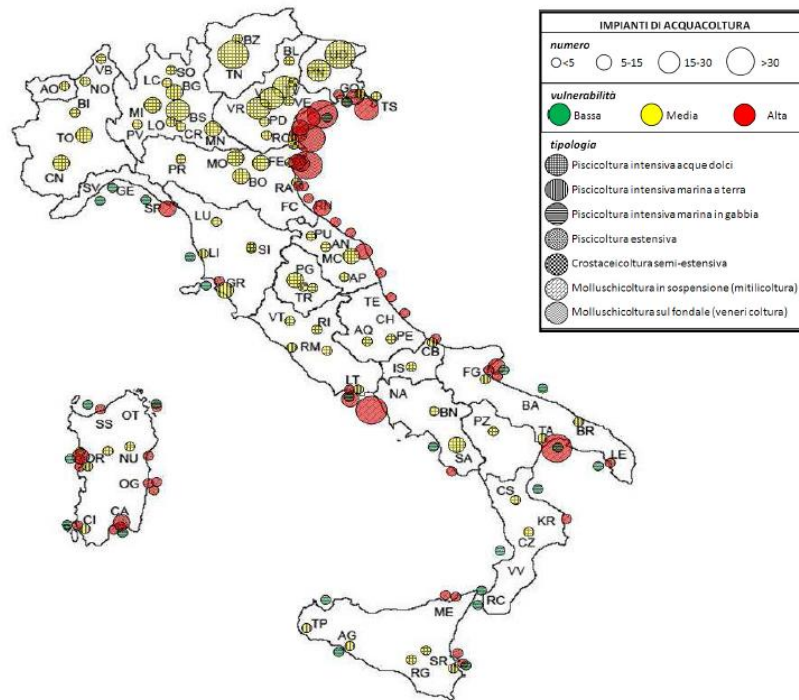 IMPIANTI DI ACQUACOLTURA
numero
<5 5-15 15-30 >30
vulnerabilità
Bassa Media Alta
tipologia
Piscicoltura intensiva acque dolci
Piscicoltura intensiva marina a terra
Piscicoltura intensiva marina in gabbia
Piscicoltura estensiva
Crostaceicoltura semi-estensiva
Molluschicoltura in sospensione (mitilicoltura)
Molluschicoltura sul fondale (venericoltura)
BZ
BL
TN
VB
SO
AO
NO
LC
BG
BI
MI
BS
VR
VE
GO
TS
TO
LO
PV
CR
MN
PD
RO
CN
PR
MO
FE
BO
RA
SV
GE
SP
FC
RN
LU
PU
AN
LI
SI
MC
PG
AP
GR
TR
TE
VT
RI
CH
AQ
PE
RM
CB
IS
FG
LT
NA
BA
BN
PZ
TA
BR
SA
LE
OT
SS
OR
NU
OG
CA
CI
CS
KR
CZ
VV
RC
ME
TP
AG
RG
SR